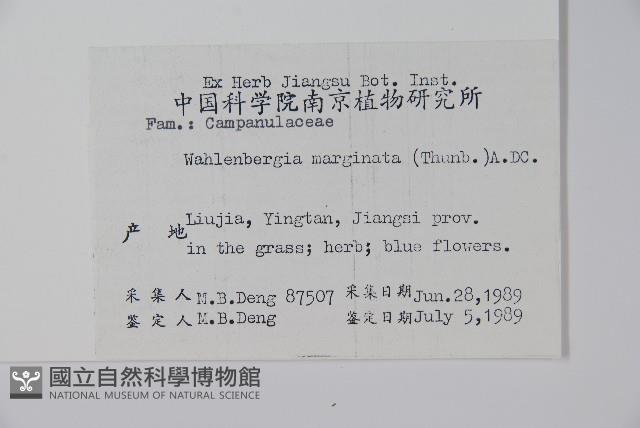 Ex Herb Jiangsu Bot. Inst.
中国科学院南京植物研究所
Fam.: Campanulaceae
Wahlenbergia marginata (Thunb.)A.DC.
产 地 Liujia, Yingtan, Jiangsi prov.
in the grass; herb; blue flowers.
采集人 M.B.Deng 87507 采集日期 Jun.28,1989
鉴定人 M.B.Deng 鉴定日期 July 5,1989
國立自然科學博物館
NATIONAL MUSEUM OF NATURAL SCIENCE